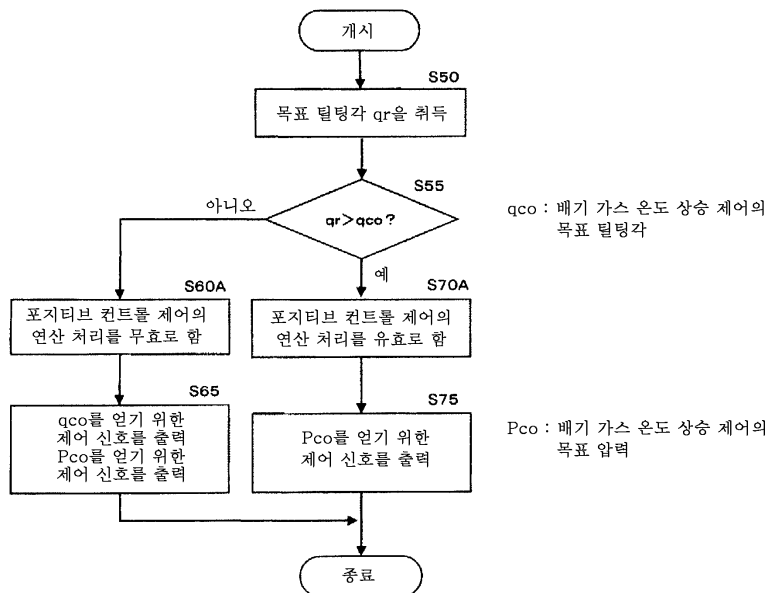 개시
S50
목표 틸팅각 qr을 취득
S55
아니오
qr>qco ?
qco : 배기 가스 온도 상승 제어의
목표 틸팅각
예
S60A
포지티브 컨트롤 제어의
연산 처리를 무효로 함
S70A
포지티브 컨트롤 제어의
연산 처리를 유효로 함
S65
qco를 얻기 위한
제어 신호를 출력
Pco를 얻기 위한
제어 신호를 출력
S75
Pco를 얻기 위한
제어 신호를 출력
Pco : 배기 가스 온도 상승 제어의
목표 압력
종료